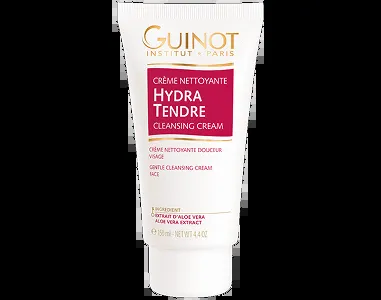 GUINOT
INSTITUT • PARIS
CRÈME NETTOYANTE
HYDRA
TENDRE
CLEANSING CREAM
CRÈME NETTOYANTE DOUCEUR
VISAGE
GENTLE CLEANSING CREAM
FACE
INGREDIENT
EXTRAIT D'ALOE VERA
ALOE VERA EXTRACT
NET WT 4,4 OZ